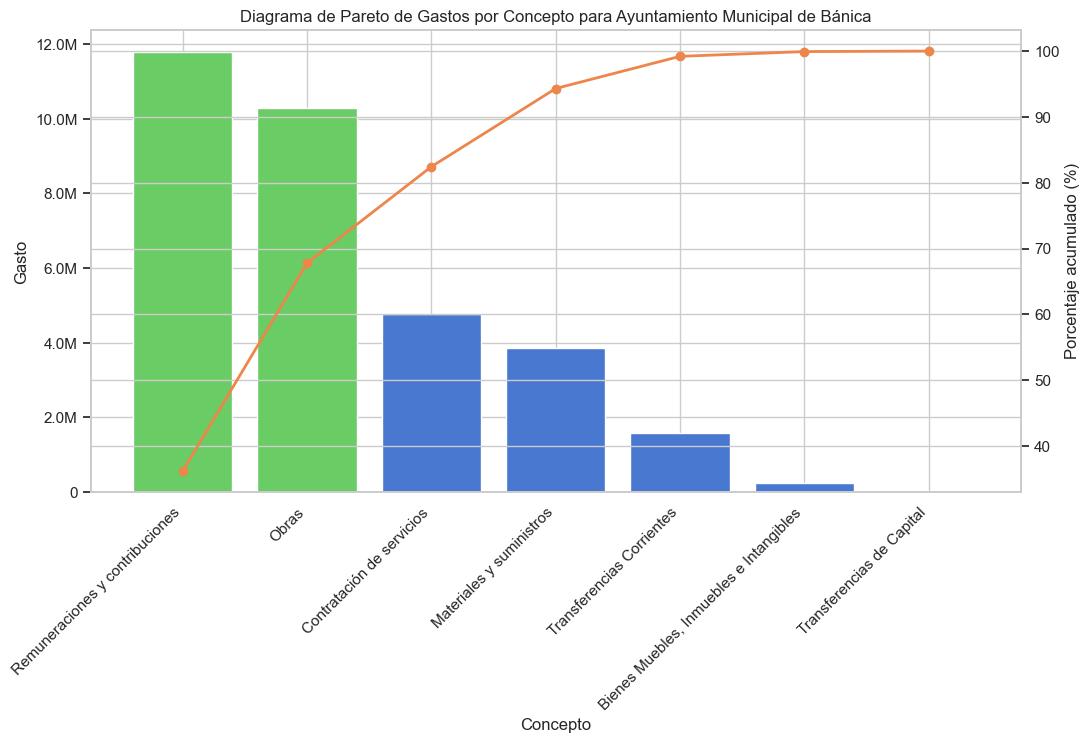 Diagrama de Pareto de Gastos por Concepto para Ayuntamiento Municipal de Bánica
12.0M
10.0M
8.0M
6.0M
4.0M
2.0M
0
Gasto
100
90
80
70
60
50
40
Porcentaje acumulado (%)
Remuneraciones y contribuciones
Obras
Contratación de servicios
Materiales y suministros
Transferencias Corrientes
Bienes Muebles, Inmuebles e Intangibles
Transferencias de Capital
Concepto